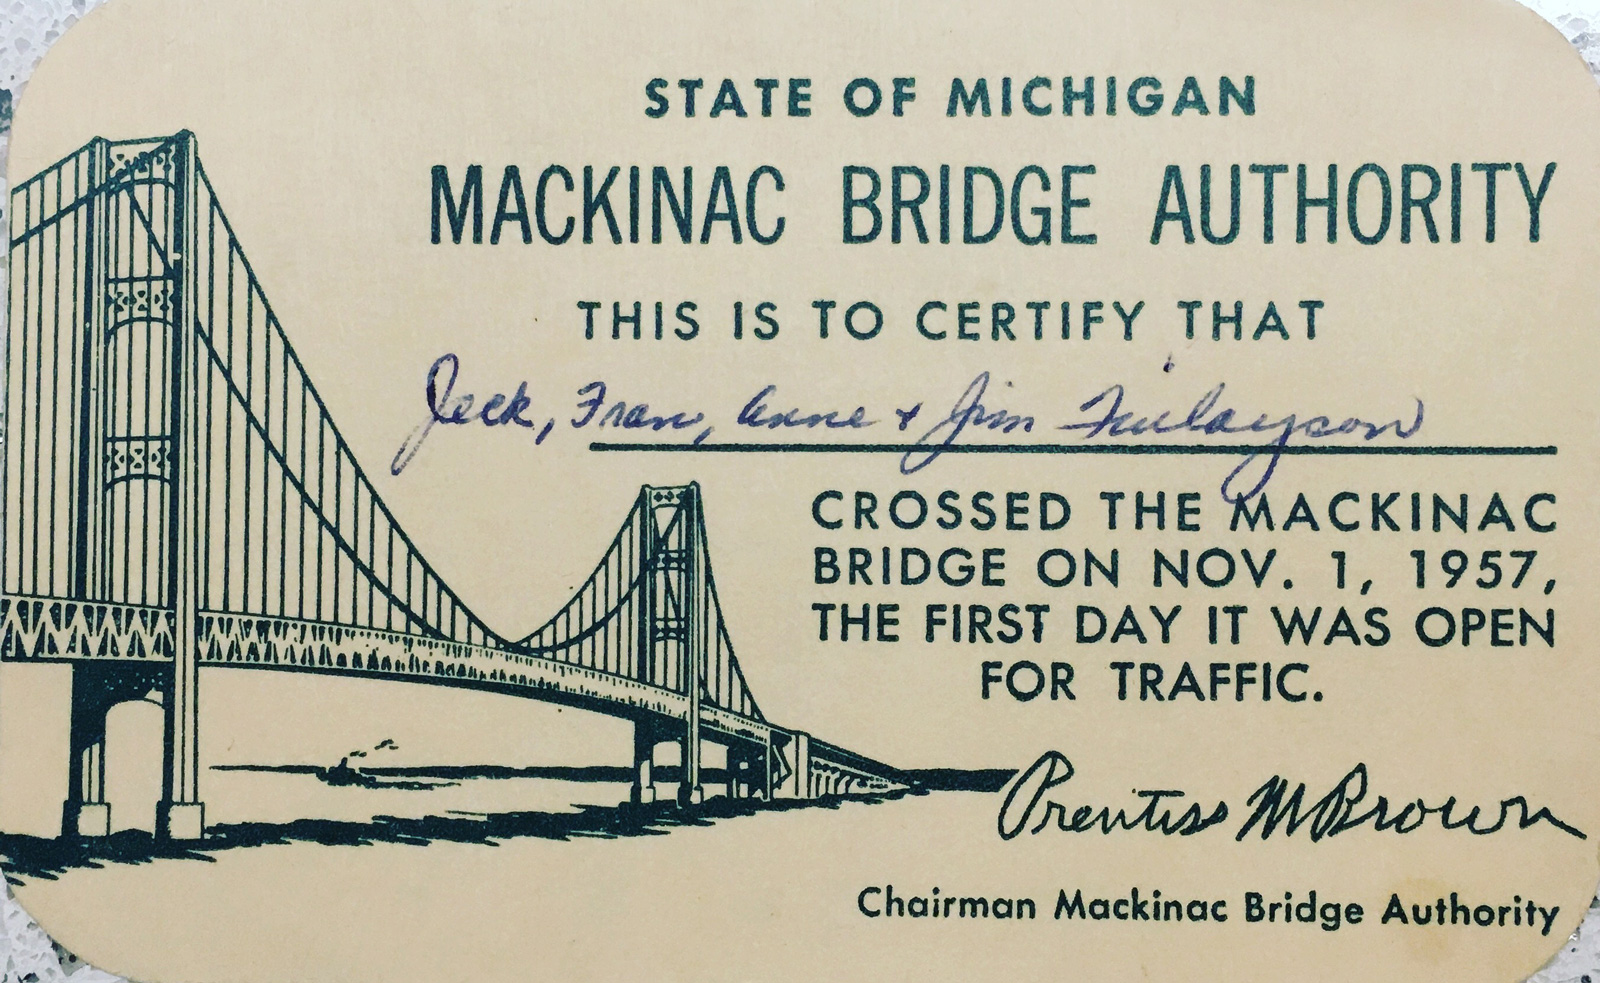 STATE OF MICHIGAN
MACKINAC BRIDGE AUTHORITY
THIS IS TO CERTIFY THAT
Jack, Fran, Anne + Jim Finlayson
CROSSED THE MACKINAC
BRIDGE ON NOV. 1, 1957,
THE FIRST DAY IT WAS OPEN
FOR TRAFFIC.
Prentiss M Brown
Chairman Mackinac Bridge Authority